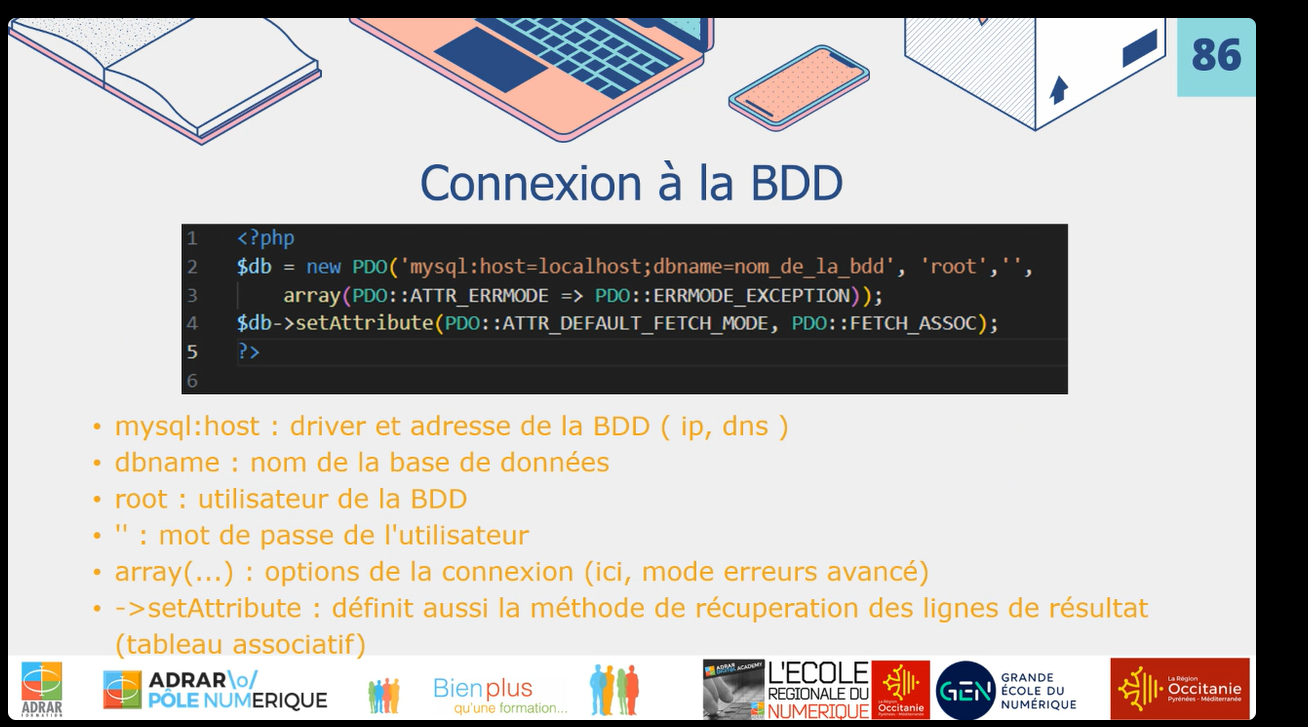 86
Connexion à la BDD
1 <?php
2 $db = new PDO('mysql:host=localhost;dbname=nom_de_la_bdd', 'root','',
3 array(PDO::ATTR_ERRMODE => PDO::ERRMODE_EXCEPTION));
4 $db->setAttribute(PDO::ATTR_DEFAULT_FETCH_MODE, PDO::FETCH_ASSOC);
5 ?>
6
• mysql:host : driver et adresse de la BDD ( ip, dns )
• dbname : nom de la base de données
• root : utilisateur de la BDD
• '' : mot de passe de l'utilisateur
• array(...) : options de la connexion (ici, mode erreurs avancé)
• ->setAttribute : définit aussi la méthode de récuperation des lignes de résultat
(tableau associatif)
ADRAR
FORMATION
ADRAR\o/
PÔLE NUMERIQUE
Bien plus
qu'une formation...
ADRAR
DIGITAL ACADEMY
L'ECOLE
REGIONALE DU
NUMERIQUE
La Région
Occitanie
Pyrénées - Méditerranée
GEN
GRANDE
ÉCOLE DU
NUMÉRIQUE
La Région
Occitanie
Pyrénées - Méditerranée